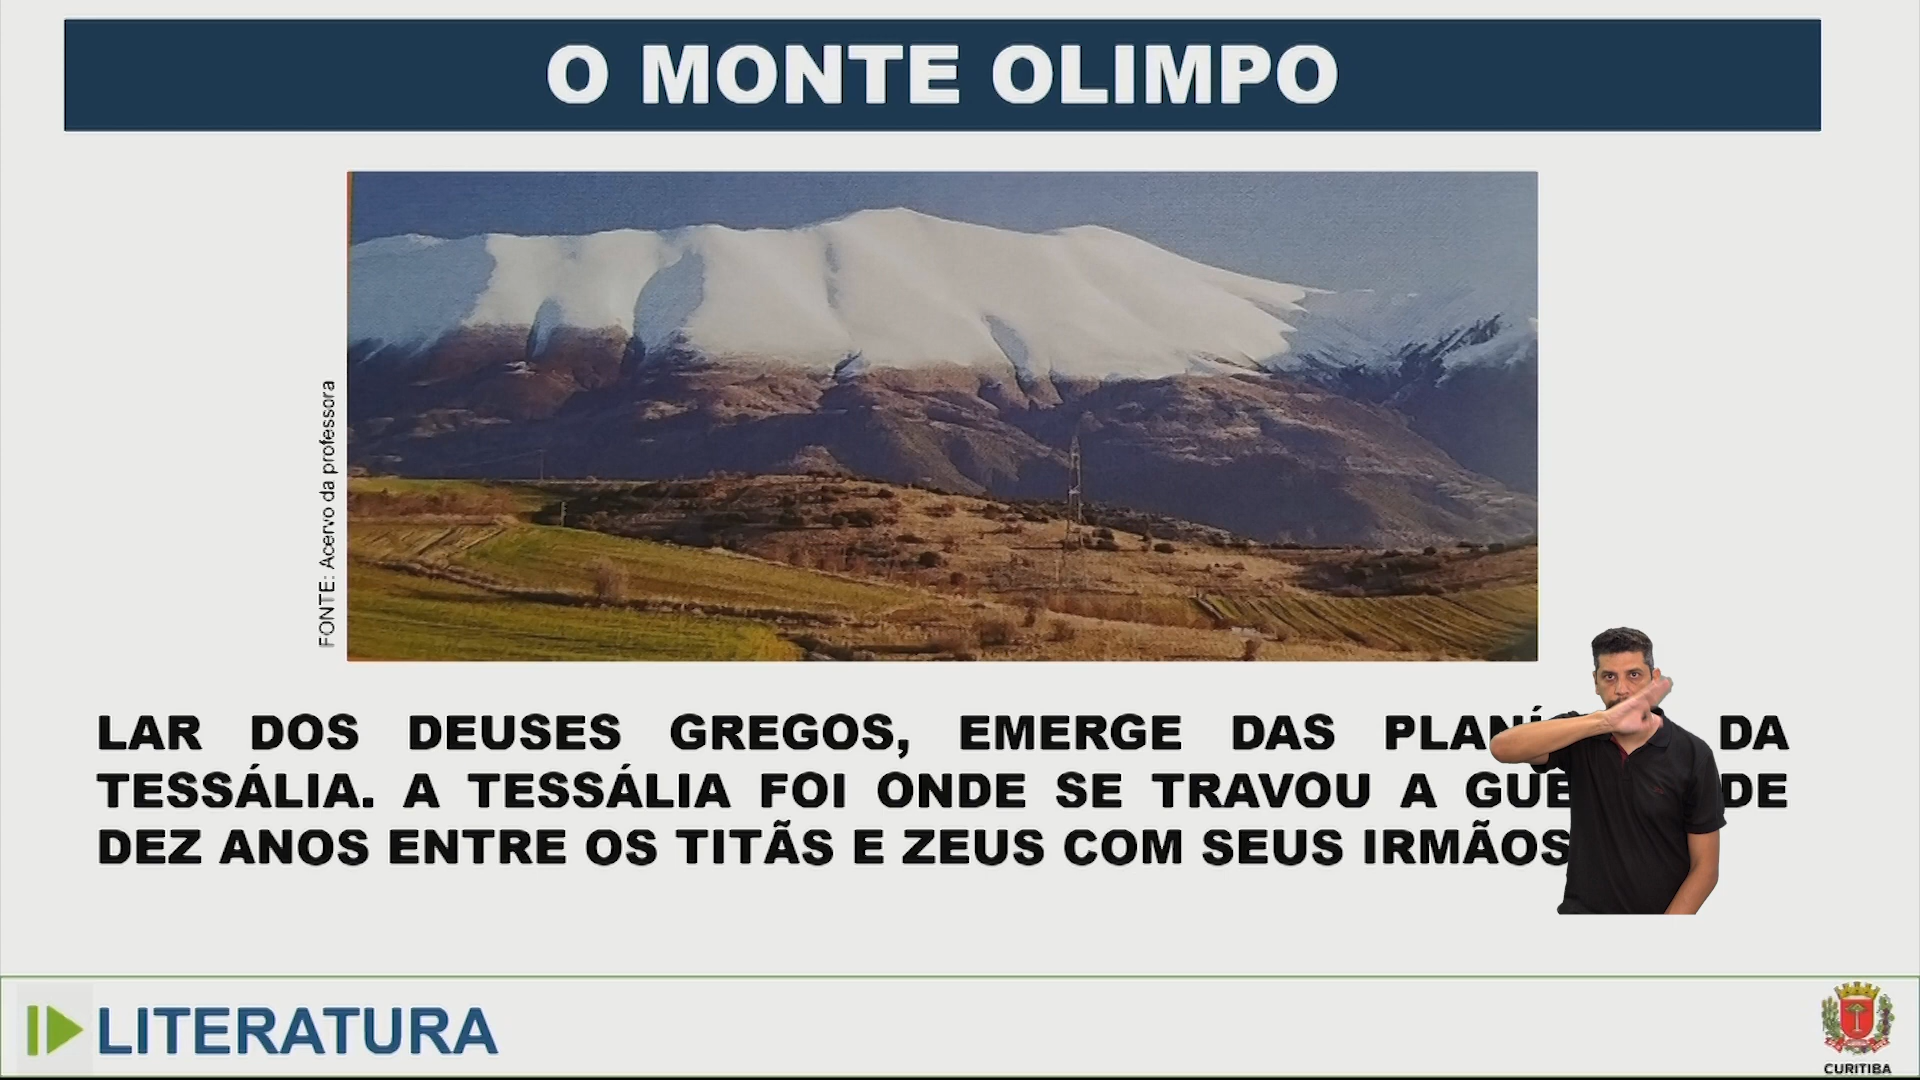 O MONTE OLIMPO
FONTE: Acervo da professora
LAR DOS DEUSES GREGOS, EMERGE DAS DA
TESSÁLIA. A TESSÁLIA FOI ONDE SE TRAVOU A DE
DEZ ANOS ENTRE OS TITÃS E ZEUS COM SEUS IRMÃOS
LITERATURA
CURITIBA